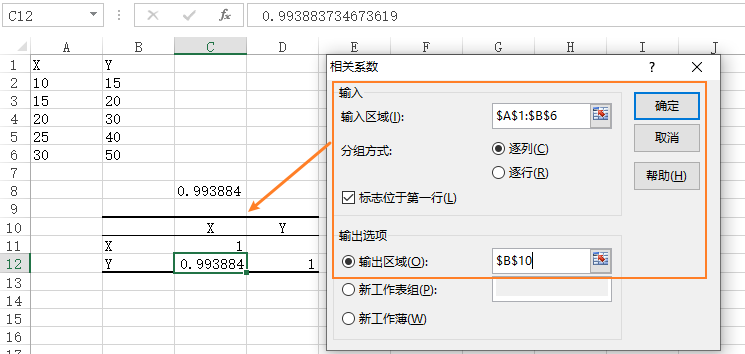 C12 0.993883734673619
A B C D E F G H I J
1 X Y
2 10 15
3 15 20
4 20 30
5 25 40
6 30 50
7
8 0.993884
9
10 X Y
11 X 1
12 Y 0.993884 1
13
14
15
16
17
相关系数 ? ×
输入
输入区域(I): $A$1:$B$6
分组方式: 逐列(C)
逐行(R)
标志位于第一行(L)
输出选项
输出区域(O): $B$10
新工作表组(P):
新工作薄(W)
确定
取消
帮助(H)